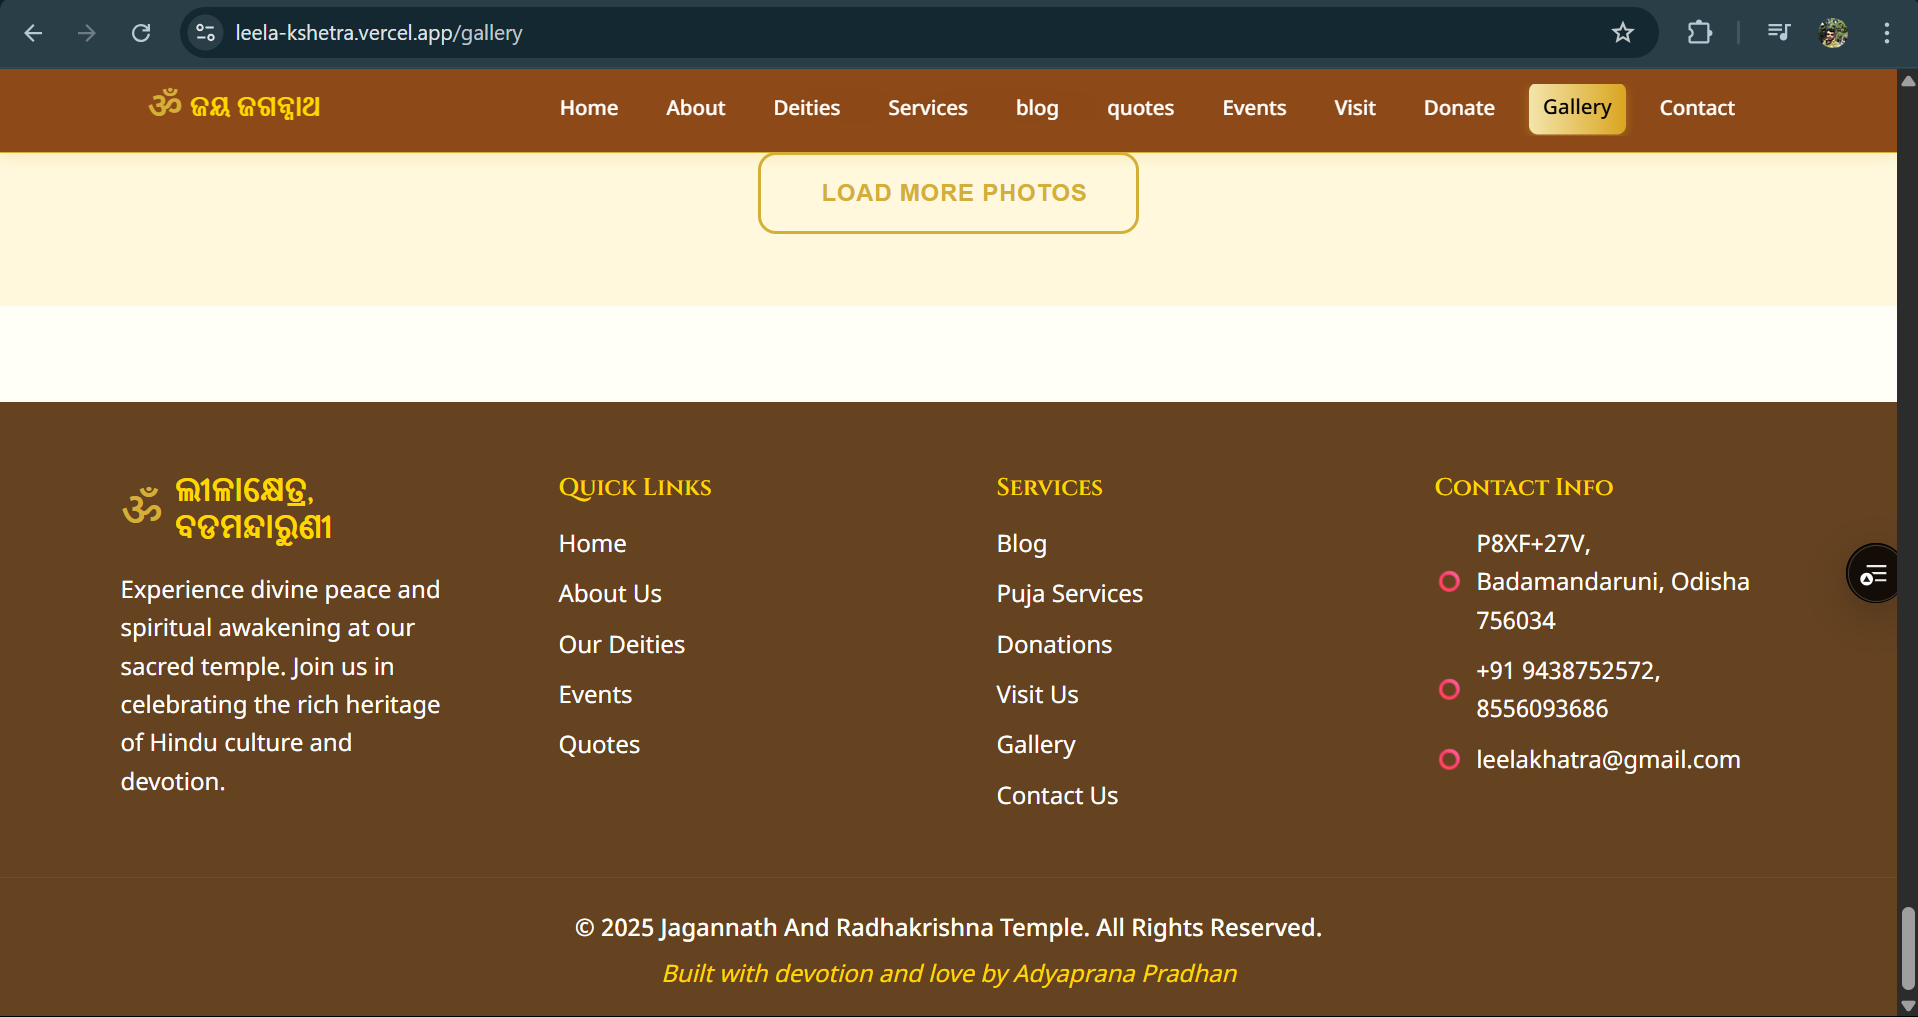 leela-kshetra.vercel.app/gallery
ॐ ଜୟ ଜଗନ୍ନାଥ
Home
About
Deities
Services
blog
quotes
Events
Visit
Donate
Gallery
Contact
LOAD MORE PHOTOS
ॐ
ଲୀଳାକ୍ଷେତ୍ର,
ବଡମନ୍ଦାରୁଣୀ
Experience divine peace and
spiritual awakening at our
sacred temple. Join us in
celebrating the rich heritage
of Hindu culture and
devotion.
Quick Links
Home
About Us
Our Deities
Events
Quotes
Services
Blog
Puja Services
Donations
Visit Us
Gallery
Contact Us
Contact Info
P8XF+27V,
Badamandaruni, Odisha
756034
+91 9438752572,
8556093686
leelakhatra@gmail.com
© 2025 Jagannath And Radhakrishna Temple. All Rights Reserved.
Built with devotion and love by Adyaprana Pradhan